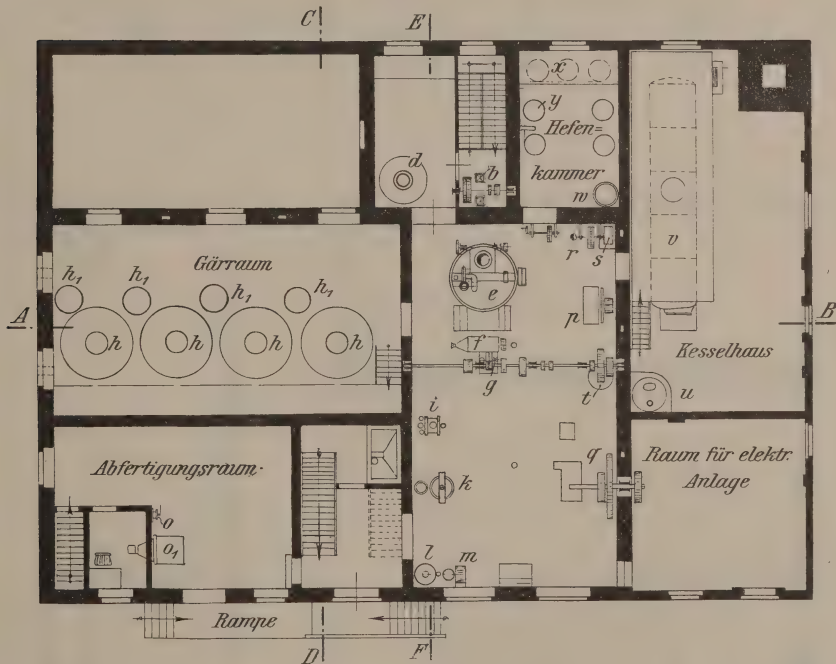 C
E
x
y
Hefen=
d
b
kammer
w
r
s
v
Gärraum
h₁
h₁
h₁
h₁
e
A
p
B
h
h
h
h
f
Kesselhaus
g
t
u
i
Abfertigungsraum
q
Raum für elektr.
Anlage
k
o
o₁
l
m
Rampe
D
F